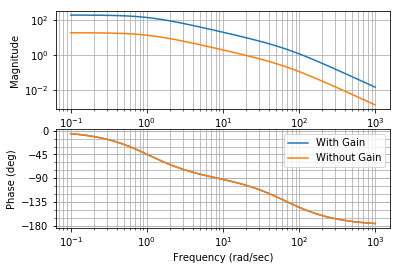 Magnitude
10²
10⁰
10⁻²
10⁻¹ 10⁰ 10¹ 10² 10³
Phase (deg)
0
-45
-90
-135
-180
With Gain
Without Gain
10⁻¹ 10⁰ 10¹ 10² 10³
Frequency (rad/sec)